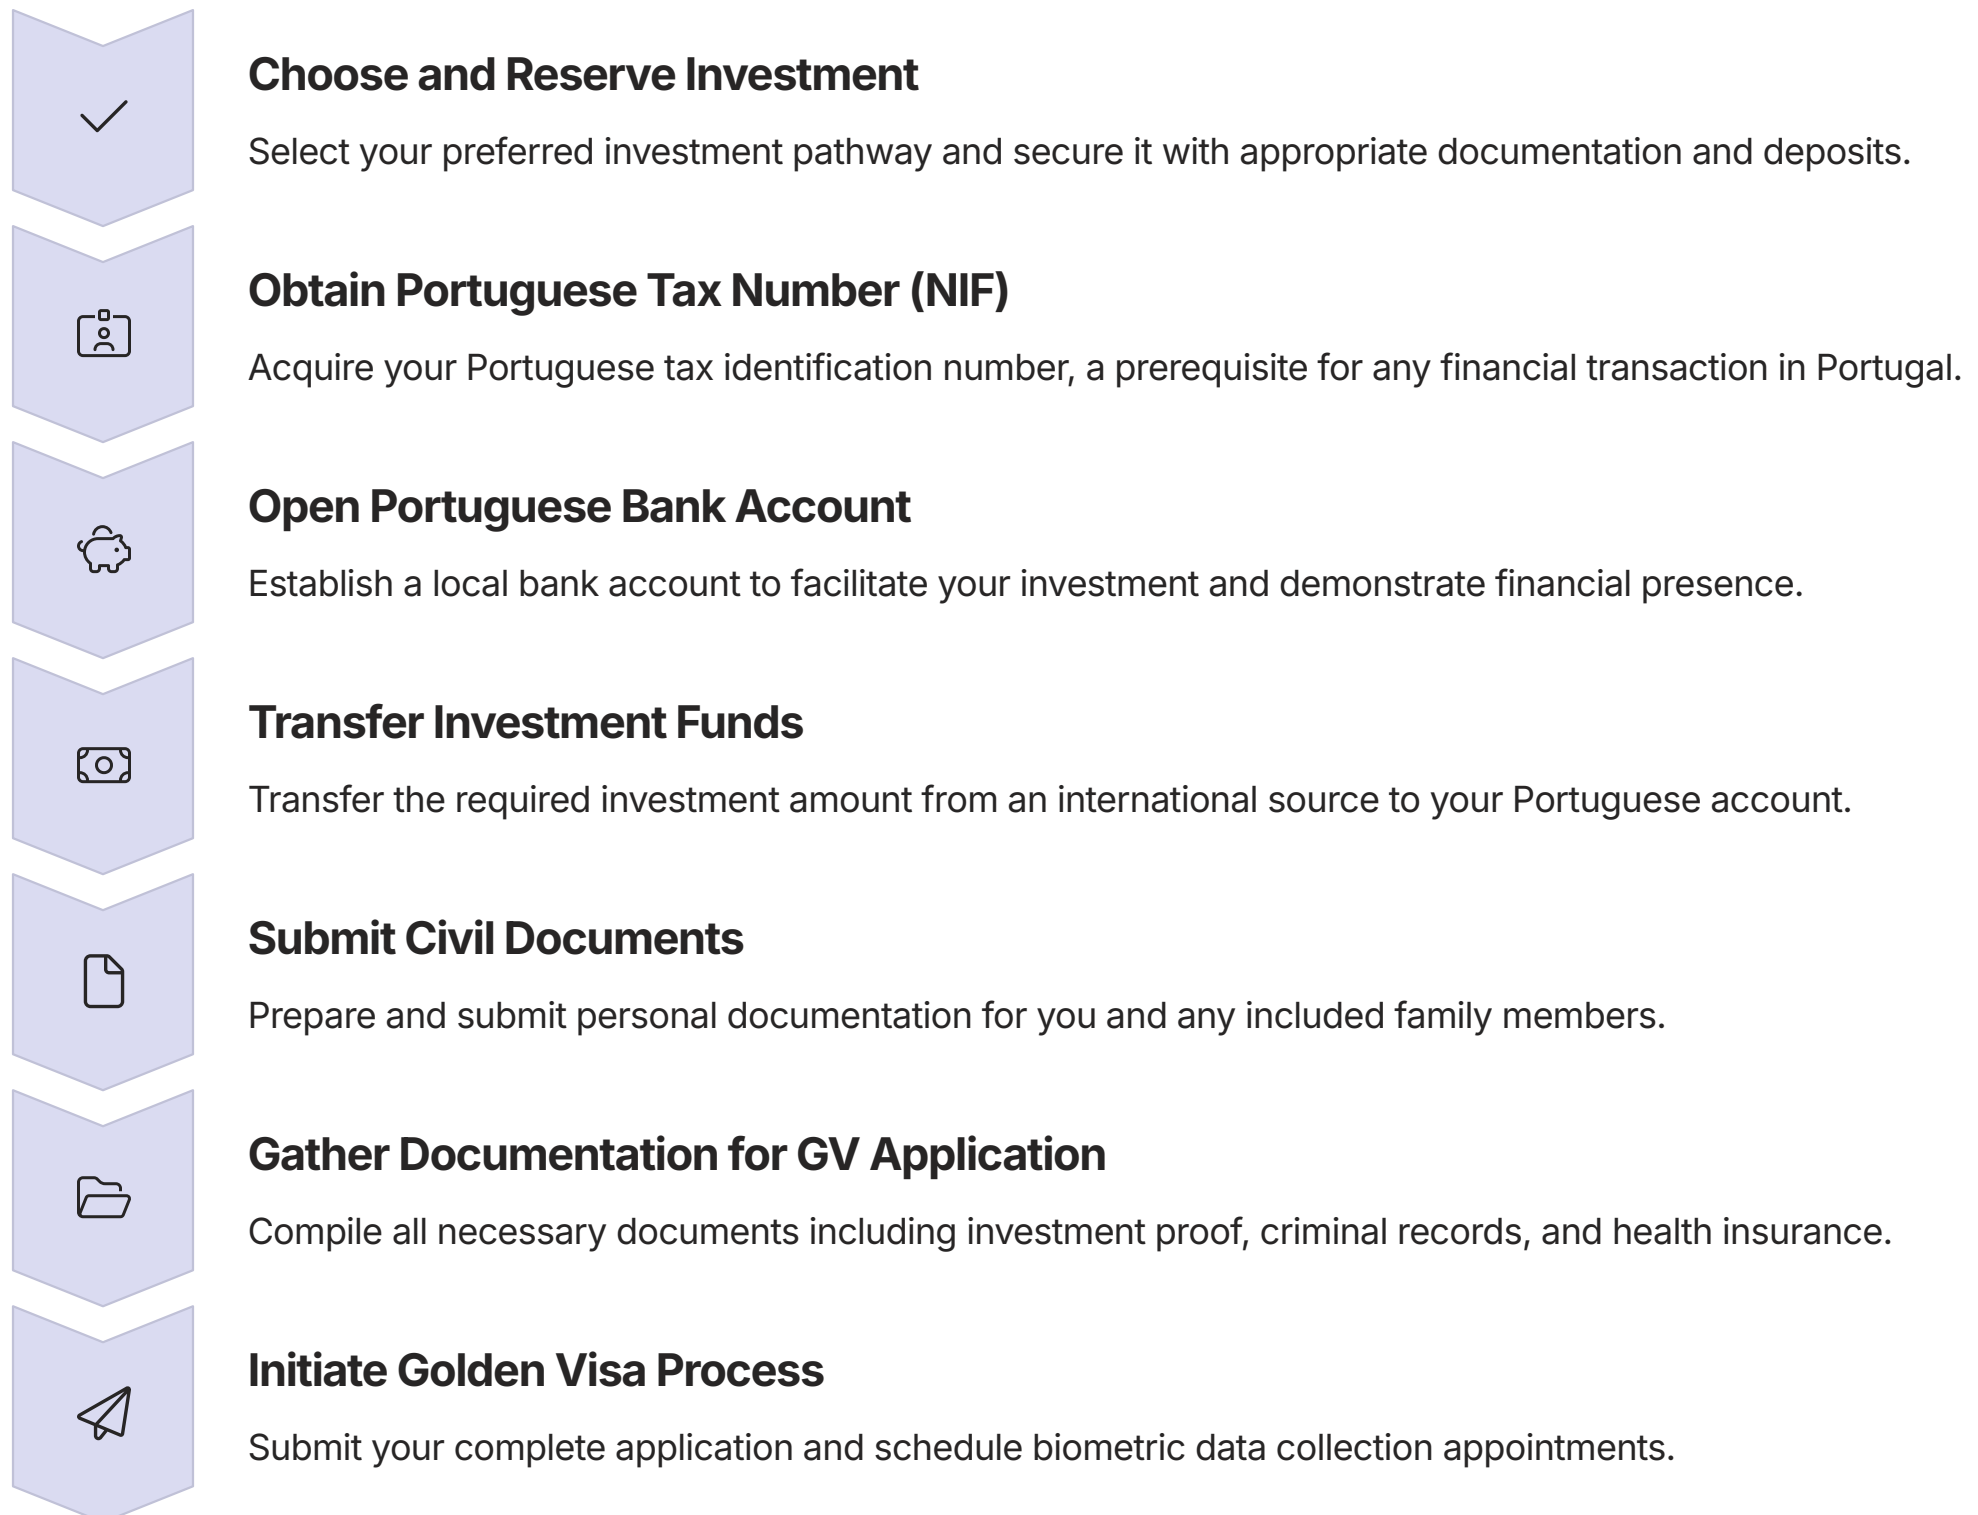 Choose and Reserve Investment
Select your preferred investment pathway and secure it with appropriate documentation and deposits.
Obtain Portuguese Tax Number (NIF)
Acquire your Portuguese tax identification number, a prerequisite for any financial transaction in Portugal.
Open Portuguese Bank Account
Establish a local bank account to facilitate your investment and demonstrate financial presence.
Transfer Investment Funds
Transfer the required investment amount from an international source to your Portuguese account.
Submit Civil Documents
Prepare and submit personal documentation for you and any included family members.
Gather Documentation for GV Application
Compile all necessary documents including investment proof, criminal records, and health insurance.
Initiate Golden Visa Process
Submit your complete application and schedule biometric data collection appointments.